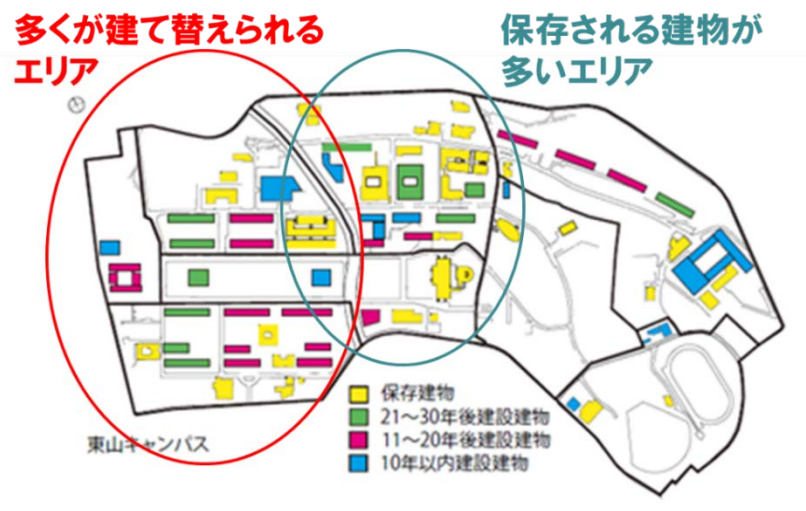 多くが建て替えられる
エリア
保存される建物が
多いエリア
保存建物
21～30年後建設建物
11～20年後建設建物
10年以内建設建物
東山キャンパス